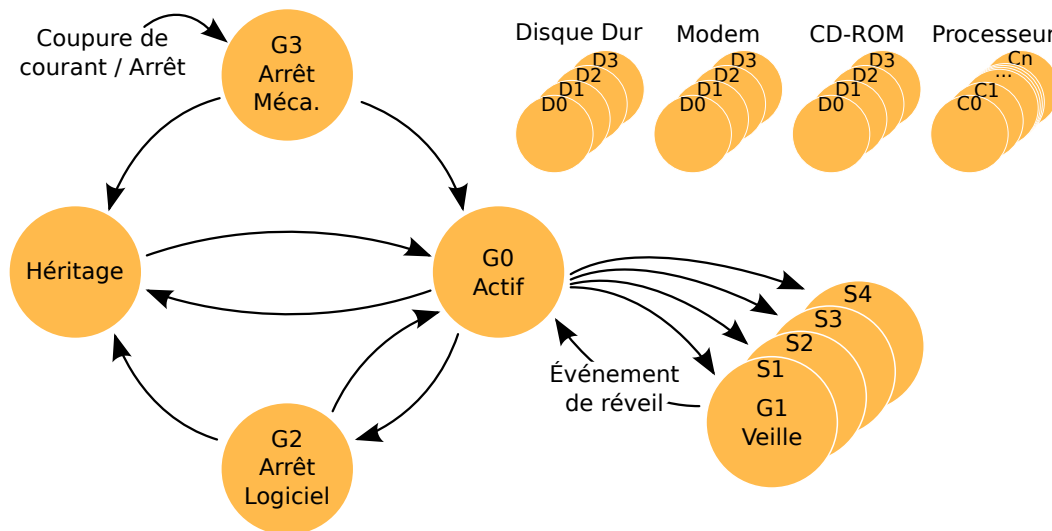 Coupure de
courant / Arrêt
G3
Arrêt
Méca.
Disque Dur
D3
D2
D1
D0
Modem
D3
D2
D1
D0
CD-ROM
D3
D2
D1
D0
Processeur
Cn
...
C1
C0
Héritage
G0
Actif
S4
S3
S2
S1
G1
Veille
Événement
de réveil
G2
Arrêt
Logiciel